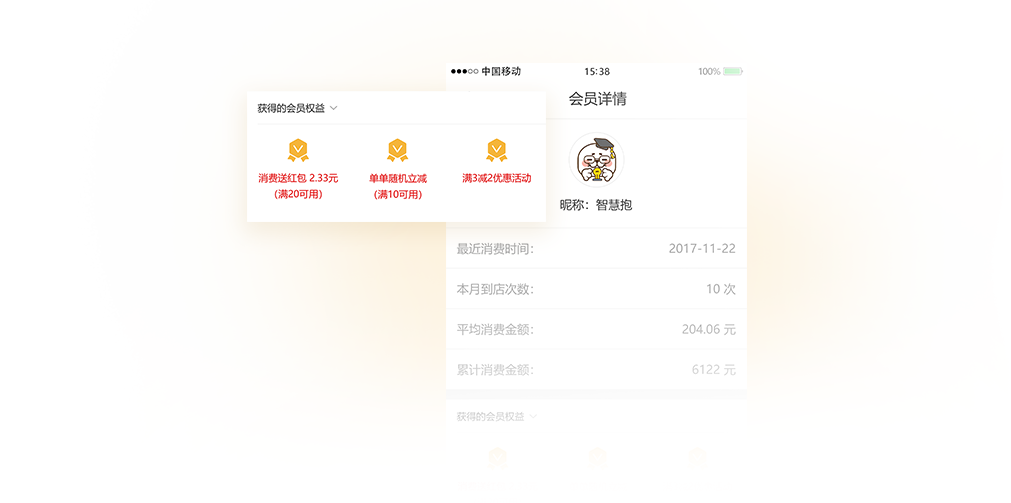 中国移动
15:38
100%
会员详情
获得的会员权益
消费送红包 2.33元
(满20可用)
单单随机立减
(满10可用)
满3减2优惠活动
昵称：智慧抱
最近消费时间：
2017-11-22
本月到店次数：
10 次
平均消费金额：
204.06 元
累计消费金额：
6122 元
获得的会员权益